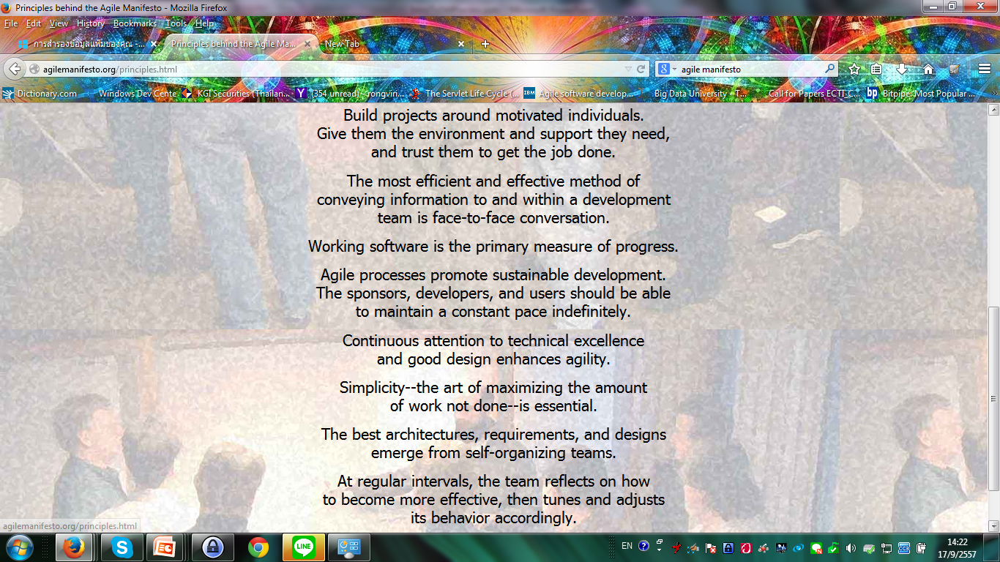 Principles behind the Agile Manifesto - Mozilla Firefox
File Edit View History Bookmarks Tools Help
การสำรองข้อมูลแฟ้มของคุณ -... Principles behind the Agile Ma... New Tab
agilemanifesto.org/principles.html agile manifesto
Dictionary.com Windows Dev Cente KGI Securities (Thailan... (354 unread) - rongvin... The Servlet Life Cycle (... IBM Agile software develop... Big Data University - T... Call for Papers ECTI_C... bp Bitpipe: Most Popular ...
Build projects around motivated individuals.
Give them the environment and support they need,
and trust them to get the job done.
The most efficient and effective method of
conveying information to and within a development
team is face-to-face conversation.
Working software is the primary measure of progress.
Agile processes promote sustainable development.
The sponsors, developers, and users should be able
to maintain a constant pace indefinitely.
Continuous attention to technical excellence
and good design enhances agility.
Simplicity--the art of maximizing the amount
of work not done--is essential.
The best architectures, requirements, and designs
emerge from self-organizing teams.
At regular intervals, the team reflects on how
to become more effective, then tunes and adjusts
its behavior accordingly.
agilemanifesto.org/principles.html
LINE
EN 14:22
17/9/2557